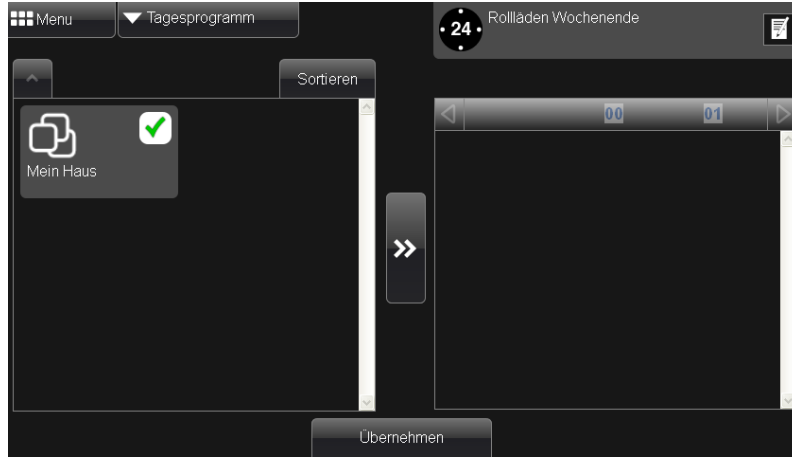 Menu
Tagesprogramm
24
Rollläden Wochenende
Sortieren
00 01
Mein Haus
Übernehmen